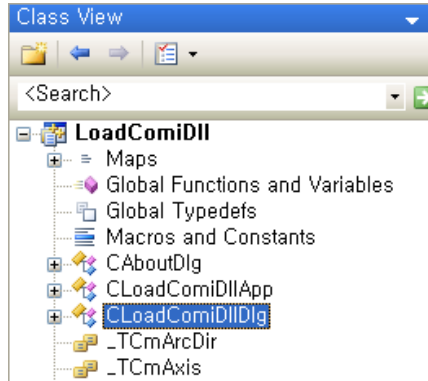 Class View
<Search>
LoadComiDll
Maps
Global Functions and Variables
Global Typedefs
Macros and Constants
CAboutDlg
CLoadComiDllApp
CLoadComiDllDlg
_TCmArcDir
_TCmAxis